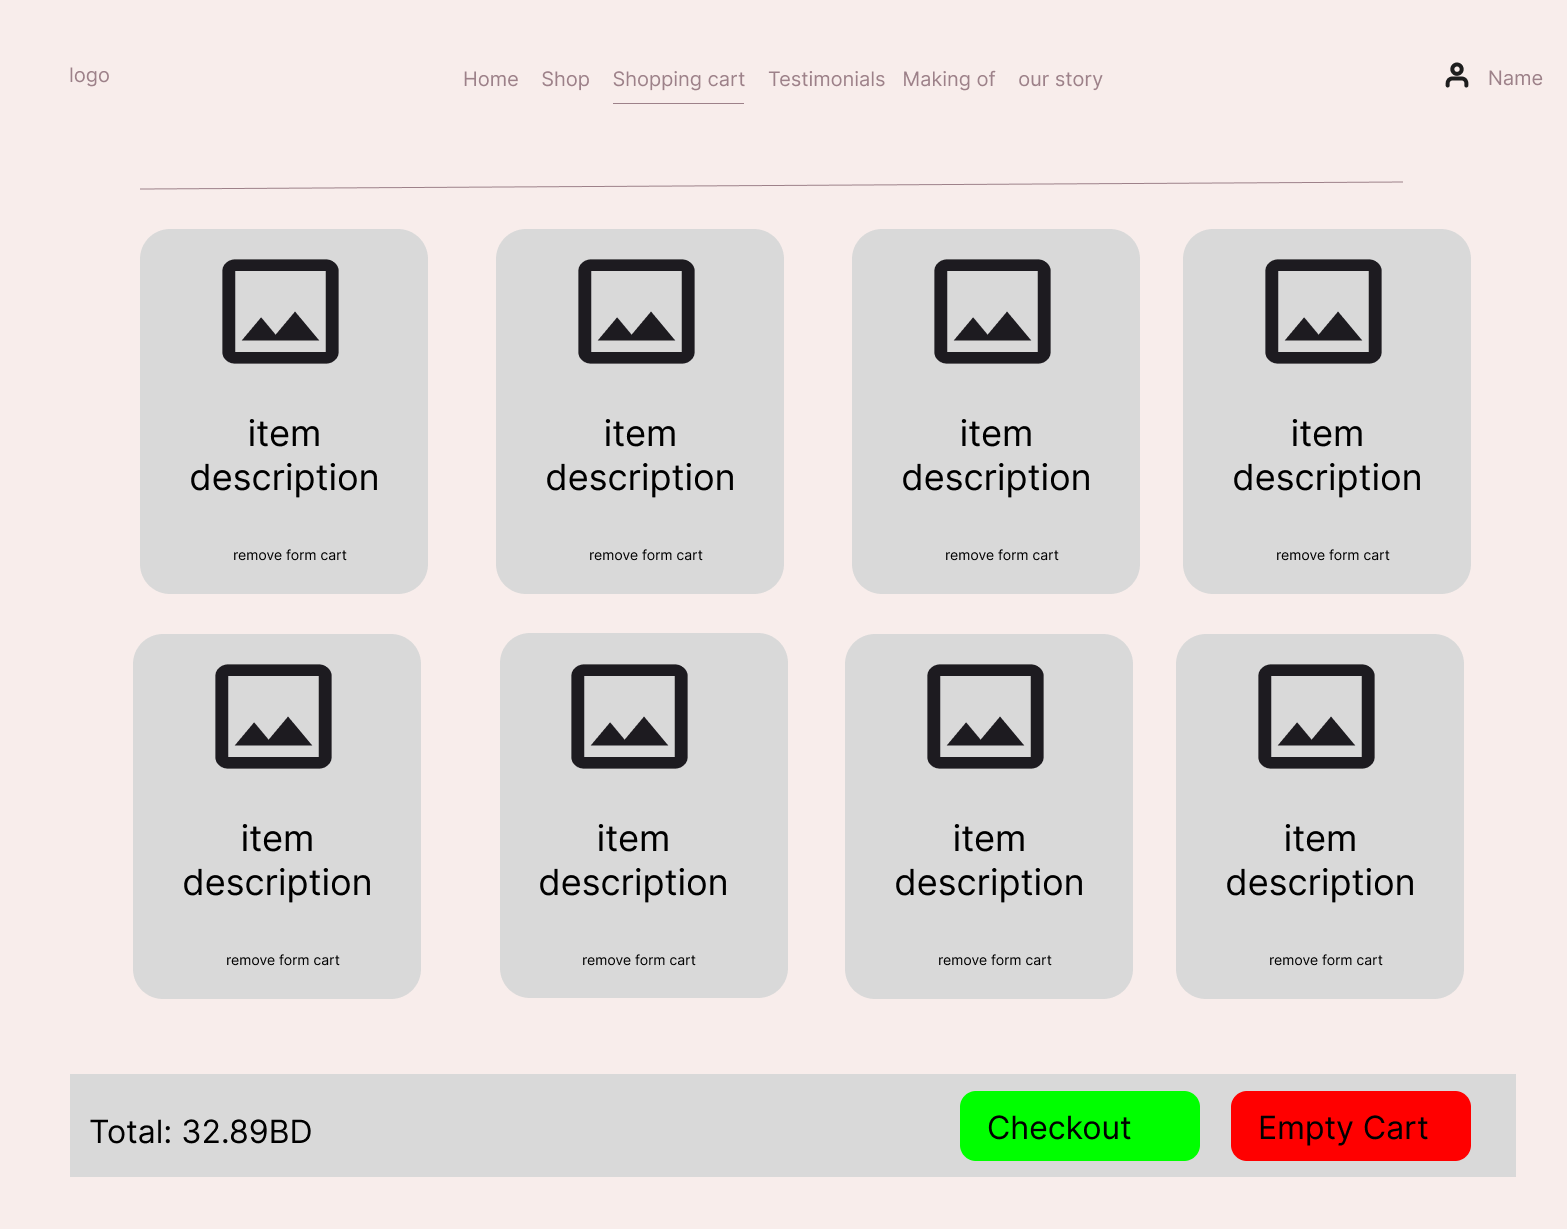 logo
Home Shop Shopping cart Testimonials Making of our story
Name
item item item item
description description description description
remove form cart remove form cart remove form cart remove form cart
item item item item
description description description description
remove form cart remove form cart remove form cart remove form cart
Total: 32.89BD Checkout Empty Cart